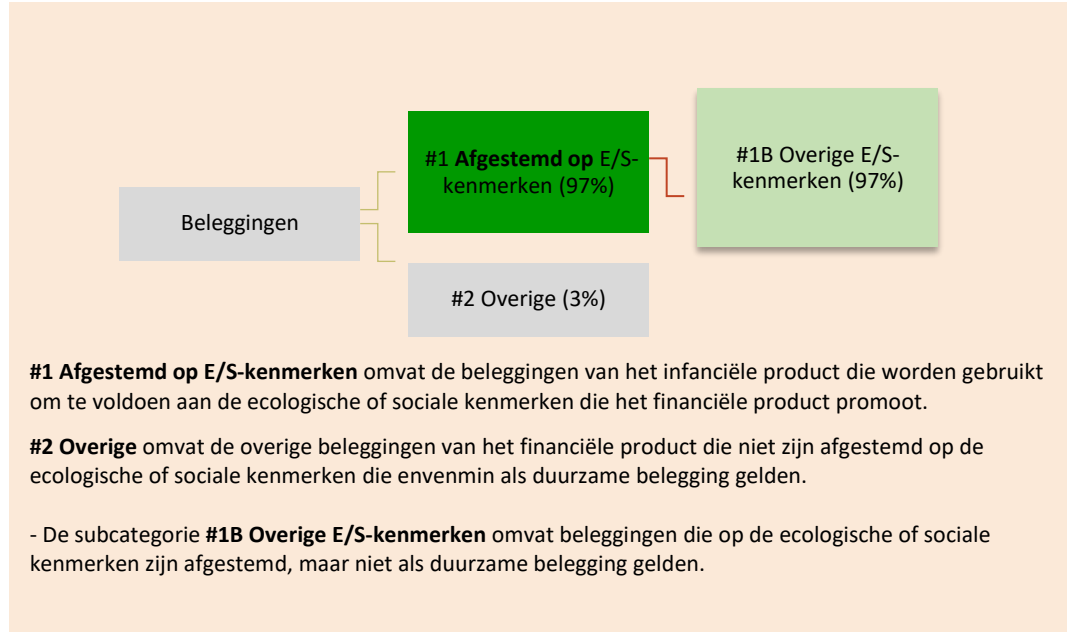 #1 Afgestemd op E/S-
kenmerken (97%)
#1B Overige E/S-
kenmerken (97%)
Beleggingen
#2 Overige (3%)
#1 Afgestemd op E/S-kenmerken omvat de beleggingen van het infanciële product die worden gebruikt
om te voldoen aan de ecologische of sociale kenmerken die het financiële product promoot.
#2 Overige omvat de overige beleggingen van het financiële product die niet zijn afgestemd op de
ecologische of sociale kenmerken die envenmin als duurzame belegging gelden.
- De subcategorie #1B Overige E/S-kenmerken omvat beleggingen die op de ecologische of sociale
kenmerken zijn afgestemd, maar niet als duurzame belegging gelden.